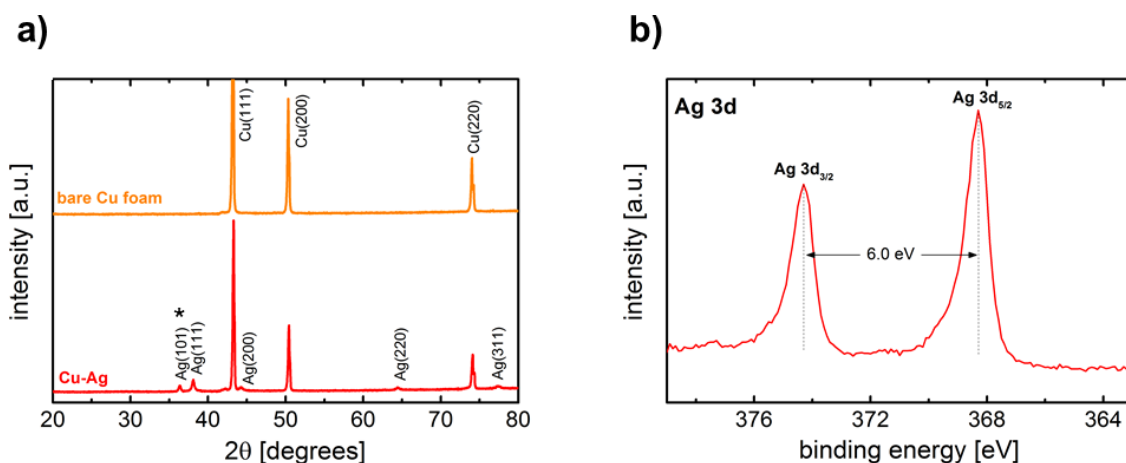 a)
intensity [a.u.]
bare Cu foam
Cu(111)
Cu(200)
Cu(220)
Cu-Ag
*
Ag(101)
Ag(111)
Ag(200)
Ag(220)
Ag(311)
20 30 40 50 60 70 80
2θ [degrees]
b)
intensity [a.u.]
Ag 3d
Ag 3d3/2
Ag 3d5/2
6.0 eV
376 372 368 364
binding energy [eV]